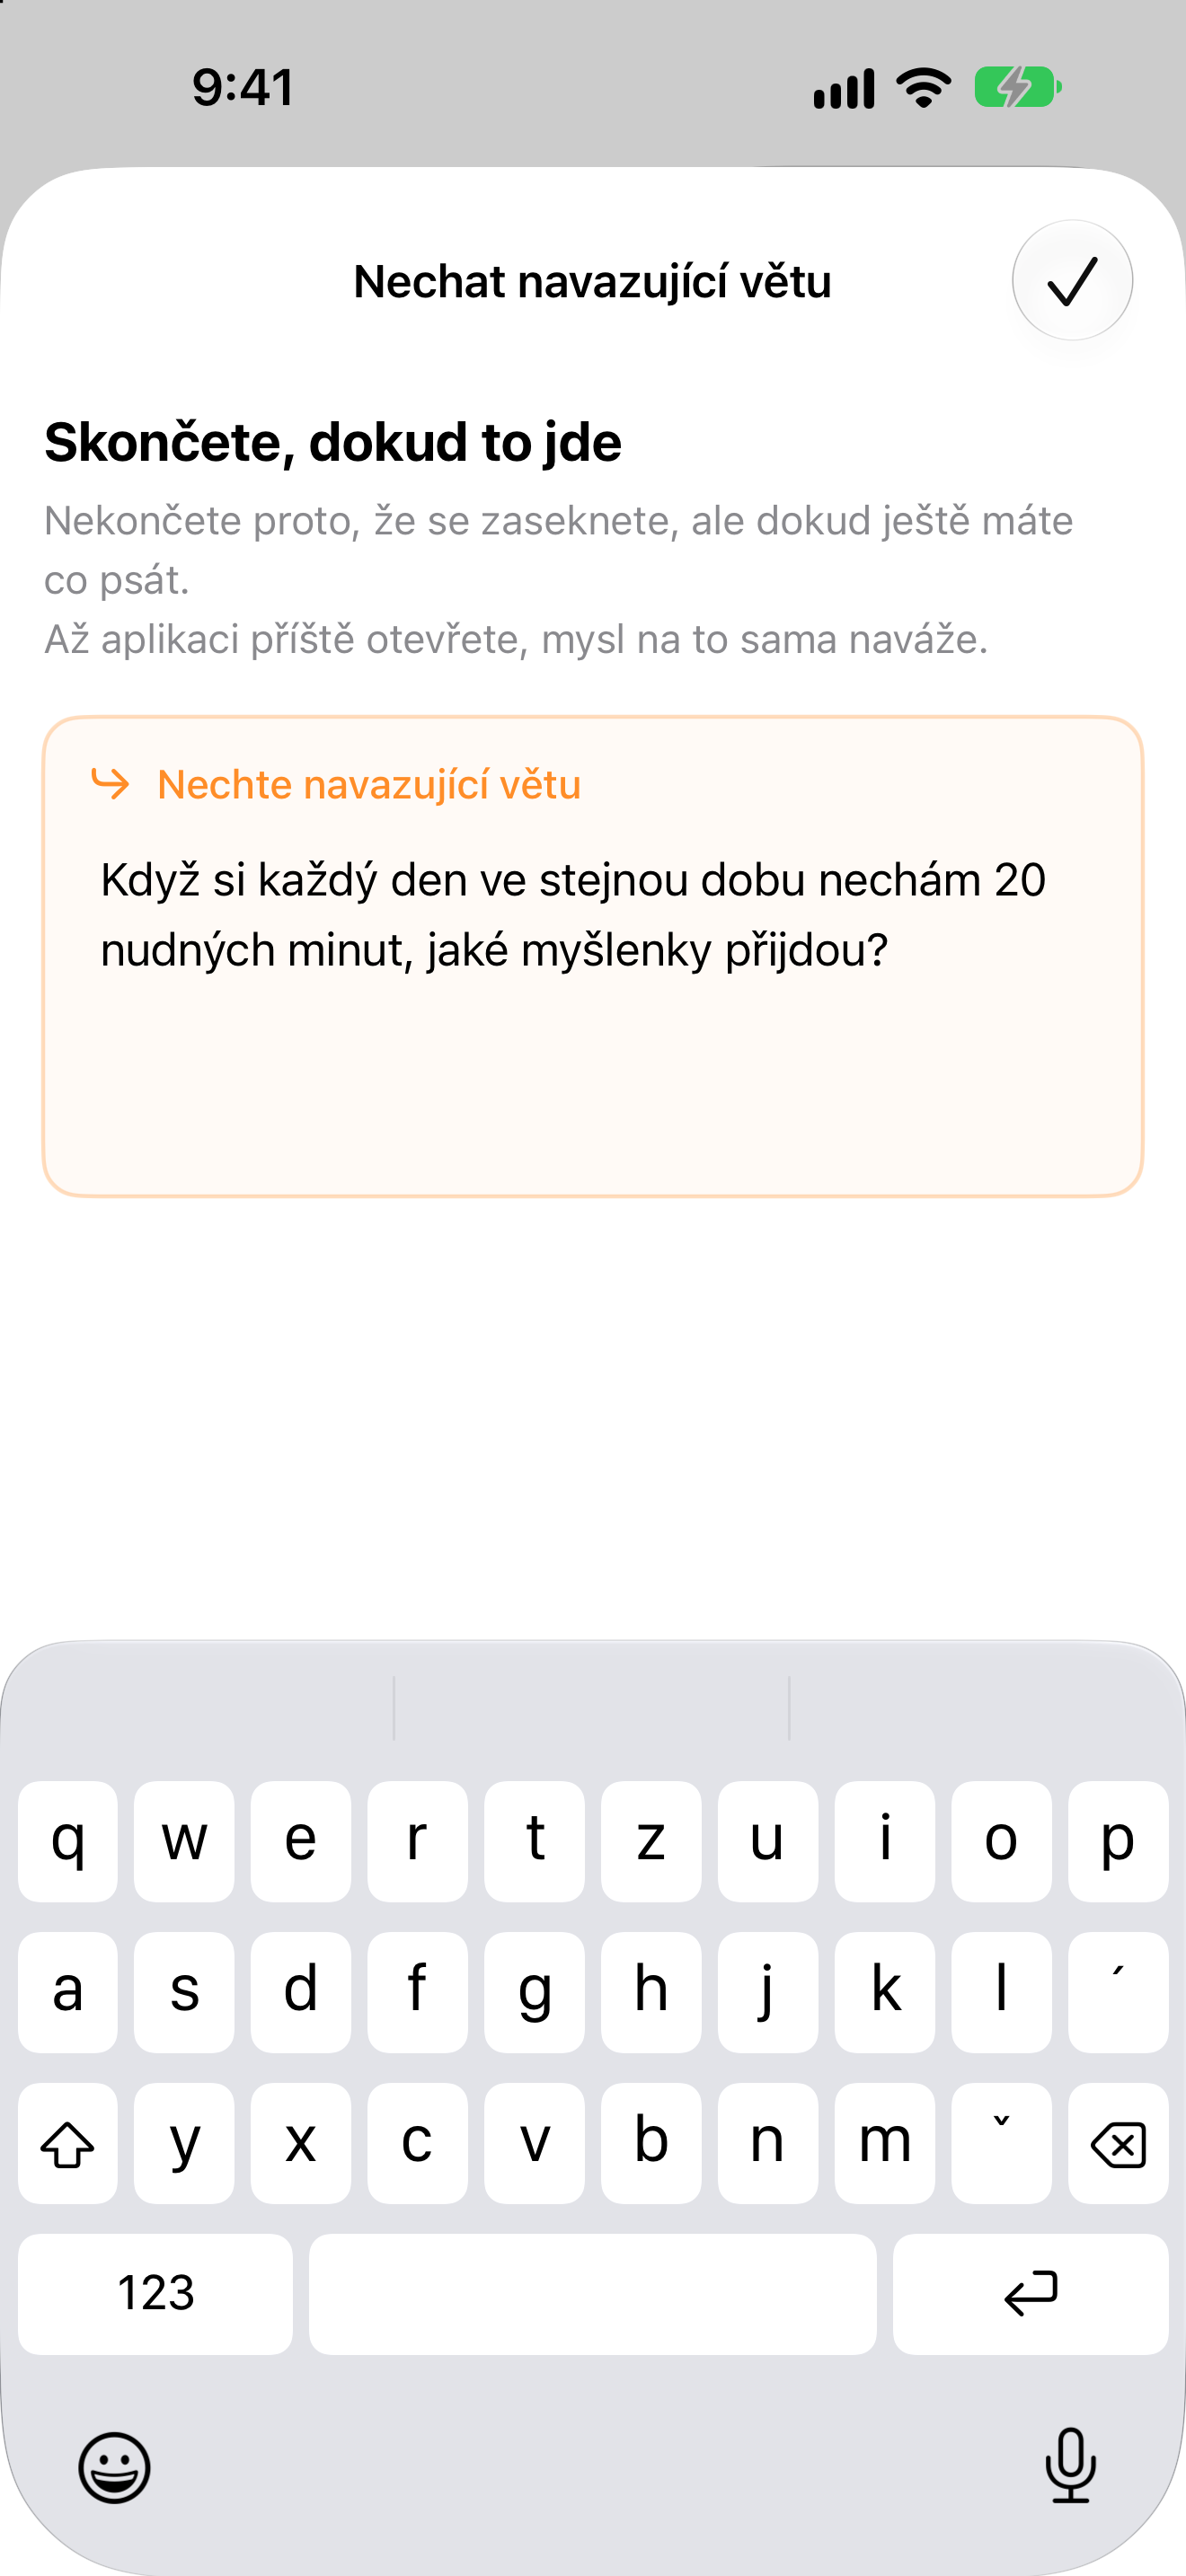 9:41
Nechat navazující větu
Skončete, dokud to jde
Nekončete proto, že se zaseknete, ale dokud ještě máte
co psát.
Až aplikaci příště otevřete, mysl na to sama naváže.
Nechte navazující větu
Když si každý den ve stejnou dobu nechám 20
nudných minut, jaké myšlenky přijdou?
q w e r t z u i o p
a s d f g h j k l ´
y x c v b n m ˇ
123